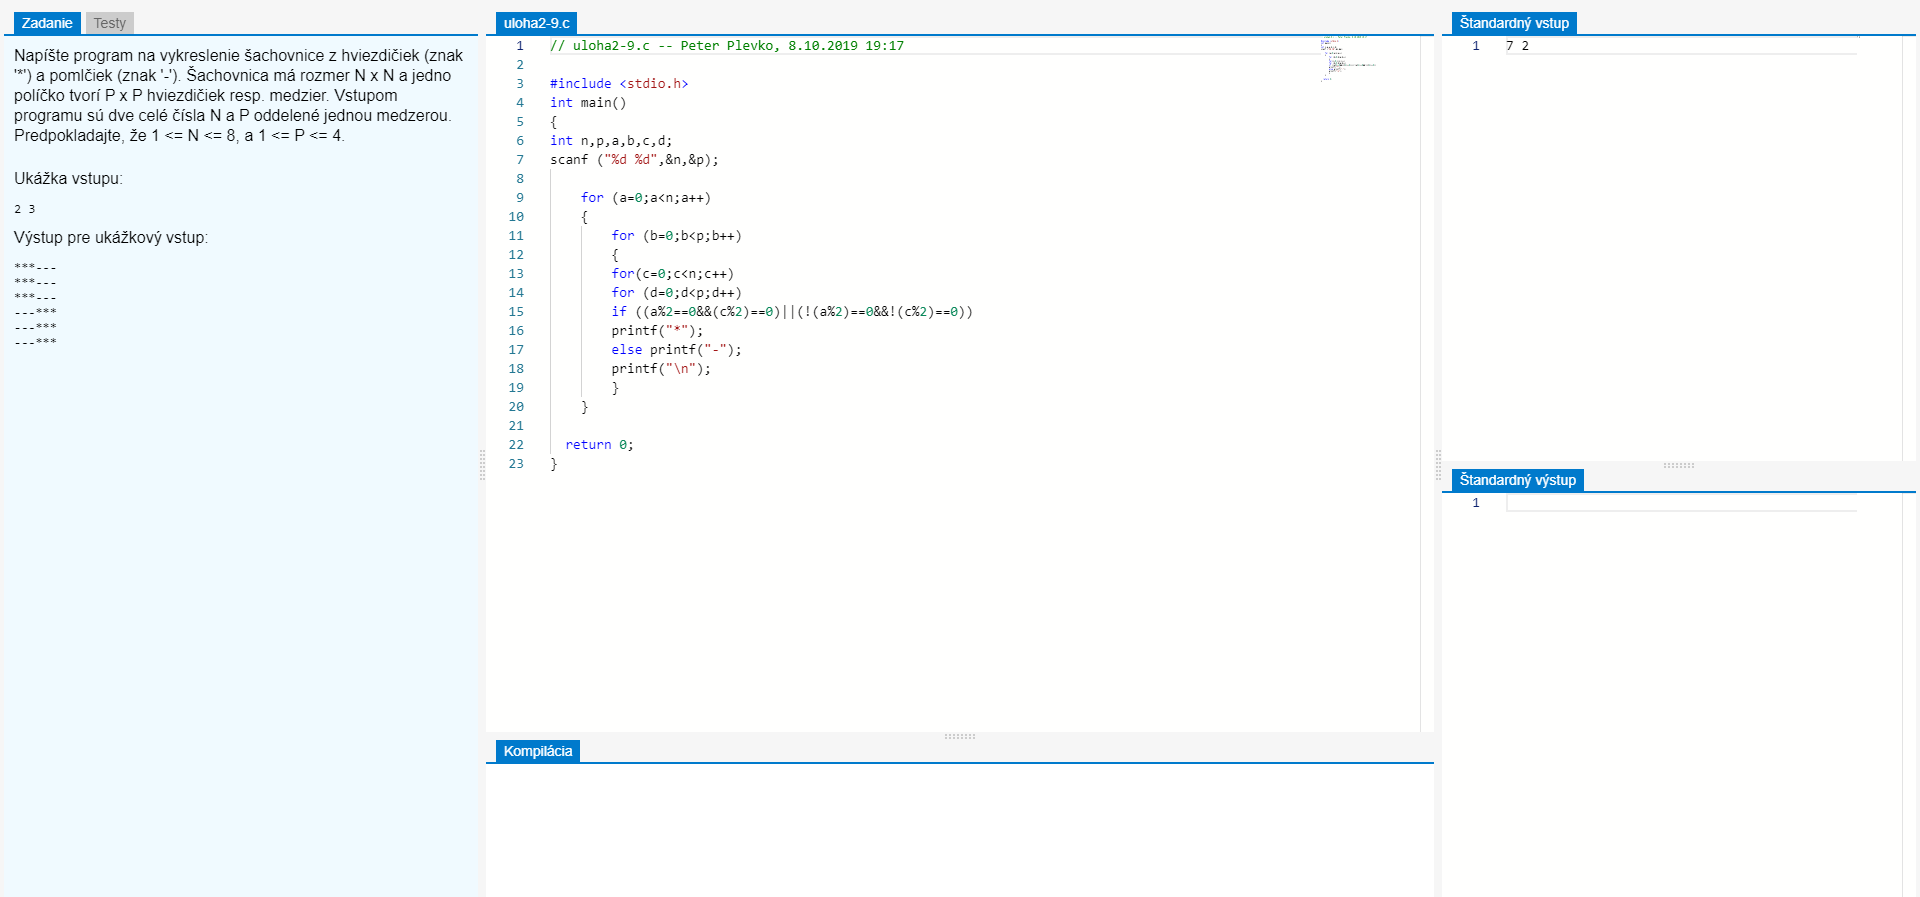 Zadanie Testy
Napíšte program na vykreslenie šachovnice z hviezdičiek (znak
'*') a pomlčiek (znak '-'). Šachovnica má rozmer N x N a jedno
políčko tvorí P x P hviezdičiek resp. medzier. Vstupom
programu sú dve celé čísla N a P oddelené jednou medzerou.
Predpokladajte, že 1 <= N <= 8, a 1 <= P <= 4.
Ukážka vstupu:
2 3
Výstup pre ukážkový vstup:
***---
***---
***---
---***
---***
---***
uloha2-9.c
1 // uloha2-9.c -- Peter Plevko, 8.10.2019 19:17
2
3 #include <stdio.h>
4 int main()
5 {
6 int n,p,a,b,c,d;
7 scanf ("%d %d",&n,&p);
8
9 for (a=0;a<n;a++)
10 {
11 for (b=0;b<p;b++)
12 {
13 for(c=0;c<n;c++)
14 for (d=0;d<p;d++)
15 if ((a%2==0&&(c%2)==0)||(!(a%2)==0&&!(c%2)==0))
16 printf("*");
17 else printf("-");
18 printf("\n");
19 }
20 }
21
22 return 0;
23 }
Kompilácia
Štandardný vstup
1 7 2
Štandardný výstup
1